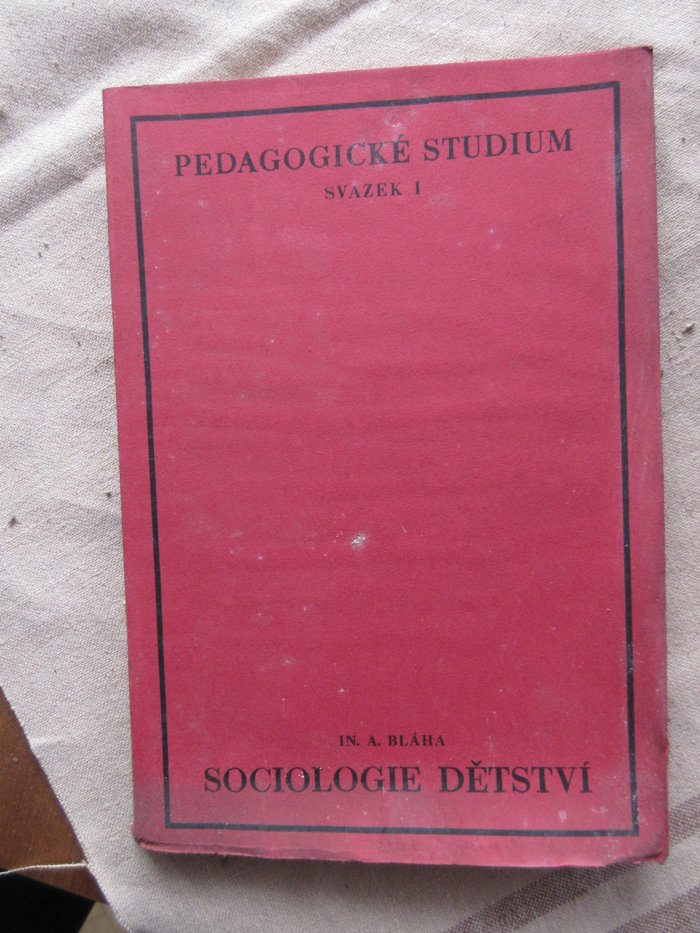 PEDAGOGICKÉ STUDIUM
SVAZEK I
IN. A. BLÁHA
SOCIOLOGIE DĚTSTVÍ